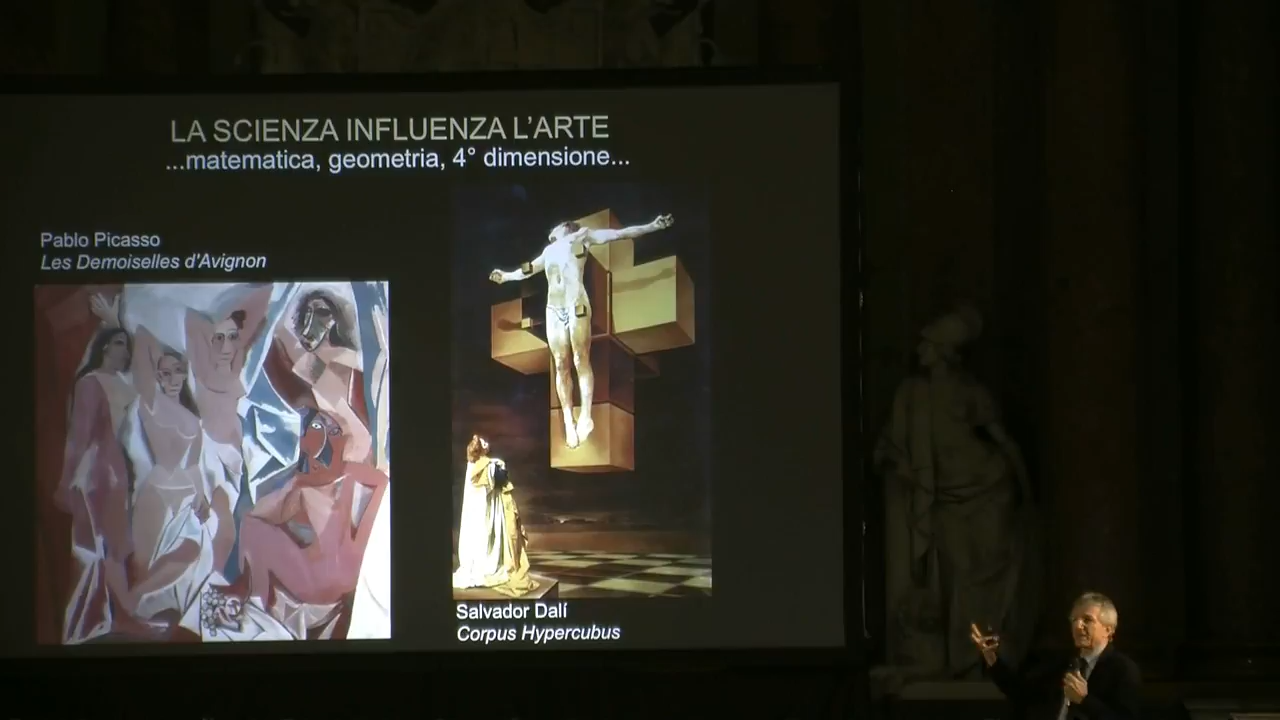 LA SCIENZA INFLUENZA L'ARTE
...matematica, geometria, 4° dimensione...
Pablo Picasso
Les Demoiselles d'Avignon
Salvador Dalí
Corpus Hypercubus